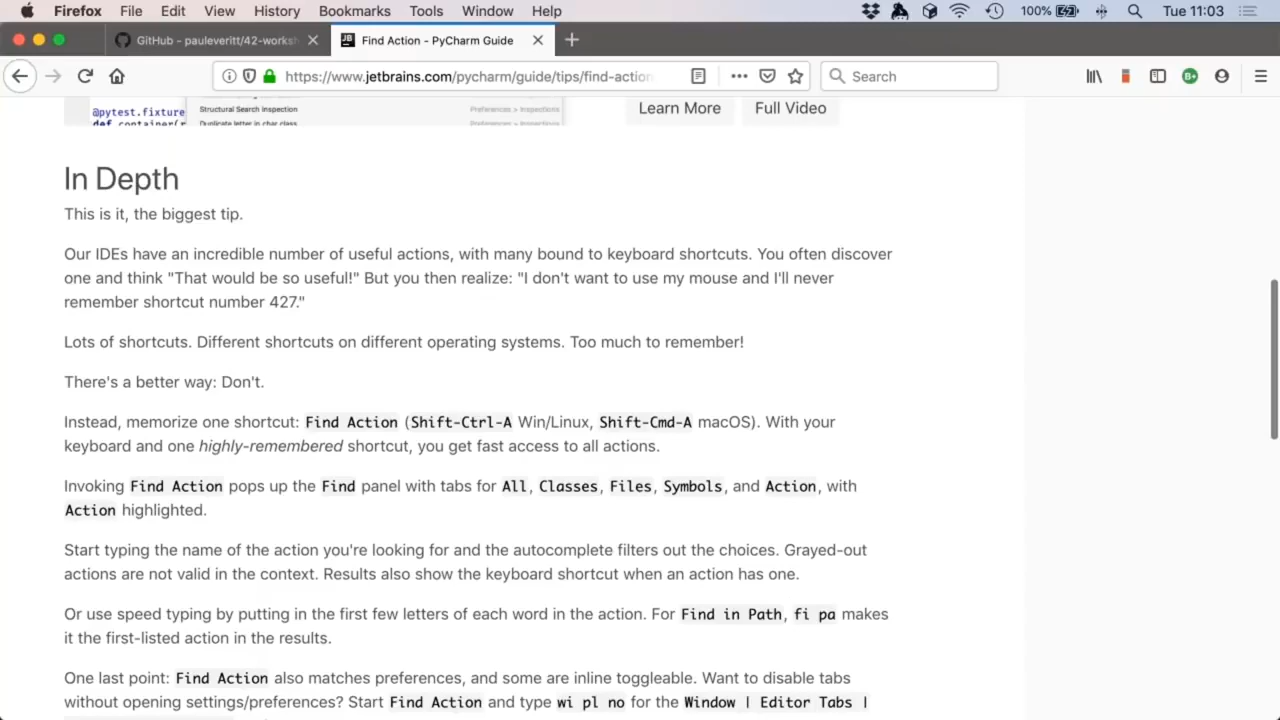 Firefox File Edit View History Bookmarks Tools Window Help 100% Tue 11:03
GitHub - pauleveritt/42-worksh
Find Action - PyCharm Guide
https://www.jetbrains.com/pycharm/guide/tips/find-action
Search
@pytest.fixture
def container(r
Structural Search inspection
Preferences > Inspections
Duplicate letter in char class
Preferences > Inspections
Learn More
Full Video
In Depth
This is it, the biggest tip.
Our IDEs have an incredible number of useful actions, with many bound to keyboard shortcuts. You often discover
one and think "That would be so useful!" But you then realize: "I don't want to use my mouse and I'll never
remember shortcut number 427."
Lots of shortcuts. Different shortcuts on different operating systems. Too much to remember!
There's a better way: Don't.
Instead, memorize one shortcut: Find Action (Shift-Ctrl-A Win/Linux, Shift-Cmd-A macOS). With your
keyboard and one highly-remembered shortcut, you get fast access to all actions.
Invoking Find Action pops up the Find panel with tabs for All, Classes, Files, Symbols, and Action, with
Action highlighted.
Start typing the name of the action you're looking for and the autocomplete filters out the choices. Grayed-out
actions are not valid in the context. Results also show the keyboard shortcut when an action has one.
Or use speed typing by putting in the first few letters of each word in the action. For Find in Path, fi pa makes
it the first-listed action in the results.
One last point: Find Action also matches preferences, and some are inline toggleable. Want to disable tabs
without opening settings/preferences? Start Find Action and type wi pl no for the Window | Editor Tabs |